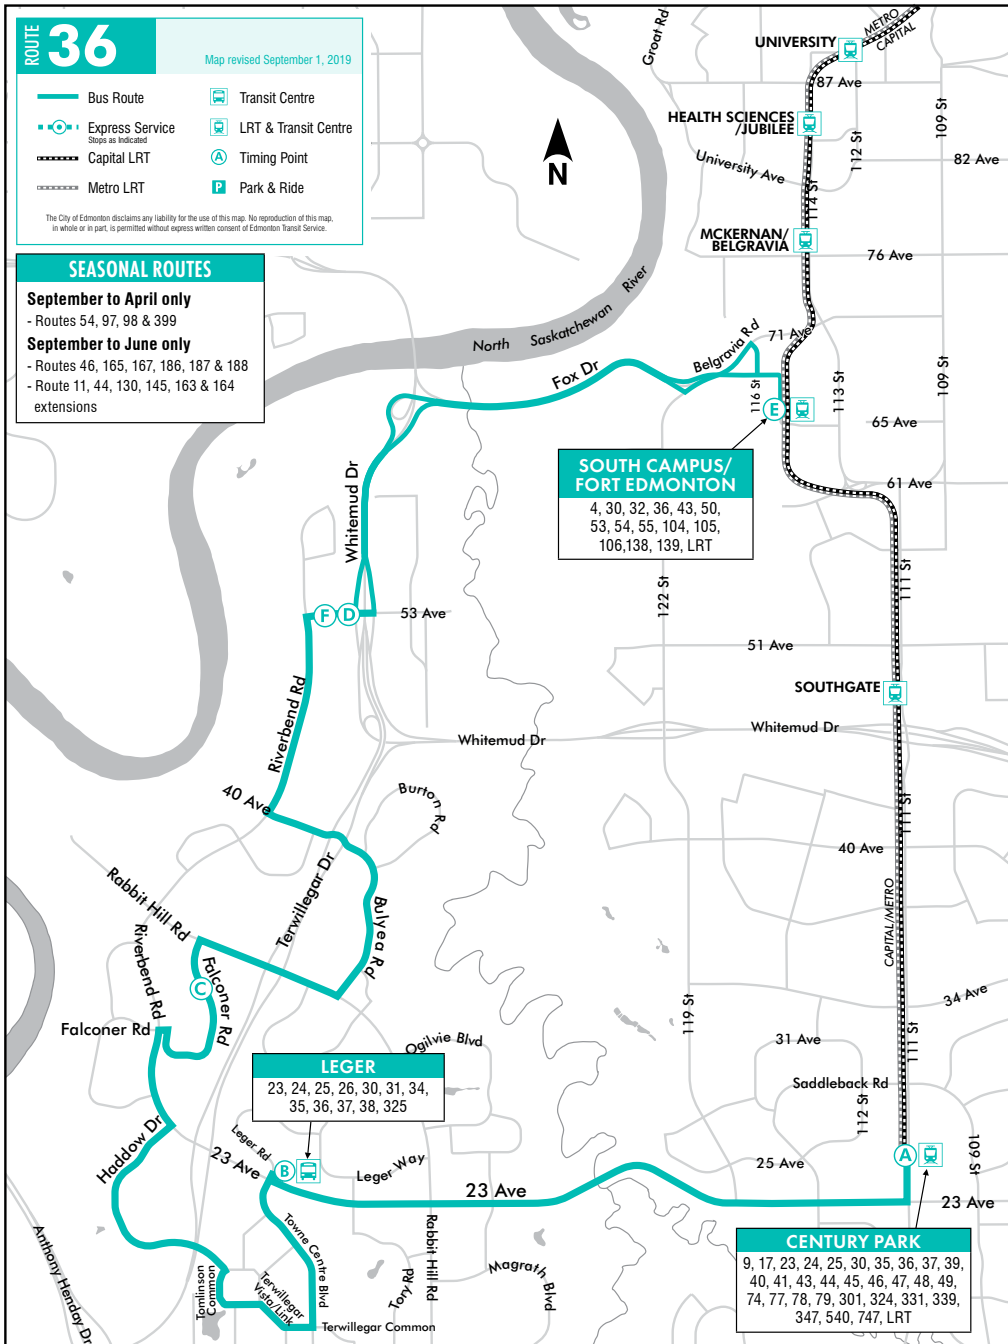 ROUTE 36
Map revised September 1, 2019
Bus Route
Transit Centre
Express Service
Stops as Indicated
LRT & Transit Centre
Capital LRT
A Timing Point
Metro LRT
P Park & Ride
The City of Edmonton disclaims any liability for the use of this map. No reproduction of this map,
in whole or in part, is permitted without express written consent of Edmonton Transit Service.
SEASONAL ROUTES
September to April only
- Routes 54, 97, 98 & 399
September to June only
- Routes 46, 165, 167, 186, 187 & 188
- Route 11, 44, 130, 145, 163 & 164
extensions
N
Groat Rd
UNIVERSITY
METRO
CAPITAL
87 Ave
HEALTH SCIENCES
/JUBILEE
109 St
112 St
University Ave
82 Ave
114 St
MCKERNAN/
BELGRAVIA
76 Ave
North Saskatchewan River
71 Ave
Belgravia Rd
Fox Dr
116 St
113 St
109 St
E
65 Ave
SOUTH CAMPUS/
FORT EDMONTON
4, 30, 32, 36, 43, 50,
53, 54, 55, 104, 105,
106,138, 139, LRT
61 Ave
Whitemud Dr
111 St
122 St
F
D
53 Ave
51 Ave
SOUTHGATE
Riverbend Rd
Whitemud Dr
Whitemud Dr
40 Ave
Burton Rd
111 St
40 Ave
Terwillegar Dr
Rabbit Hill Rd
Bulyea Rd
CAPITAL/METRO
Riverbend Rd
Falconer Rd
C
34 Ave
119 St
Falconer Rd
31 Ave
111 St
Ogilvie Blvd
LEGER
23, 24, 25, 26, 30, 31, 34,
35, 36, 37, 38, 325
Saddleback Rd
112 St
Haddow Dr
Leger Rd
109 St
23 Ave
B
Leger Way
25 Ave
A
23 Ave
23 Ave
Towne Centre Blvd
Rabbit Hill Rd
Anthony Henday Dr
CENTURY PARK
9, 17, 23, 24, 25, 30, 35, 36, 37, 39,
40, 41, 43, 44, 45, 46, 47, 48, 49,
74, 77, 78, 79, 301, 324, 331, 339,
347, 540, 747, LRT
Tomlinson
Common
Terwillegar
Vista/Link
Tory Rd
Magrath Blvd
Terwillegar Common